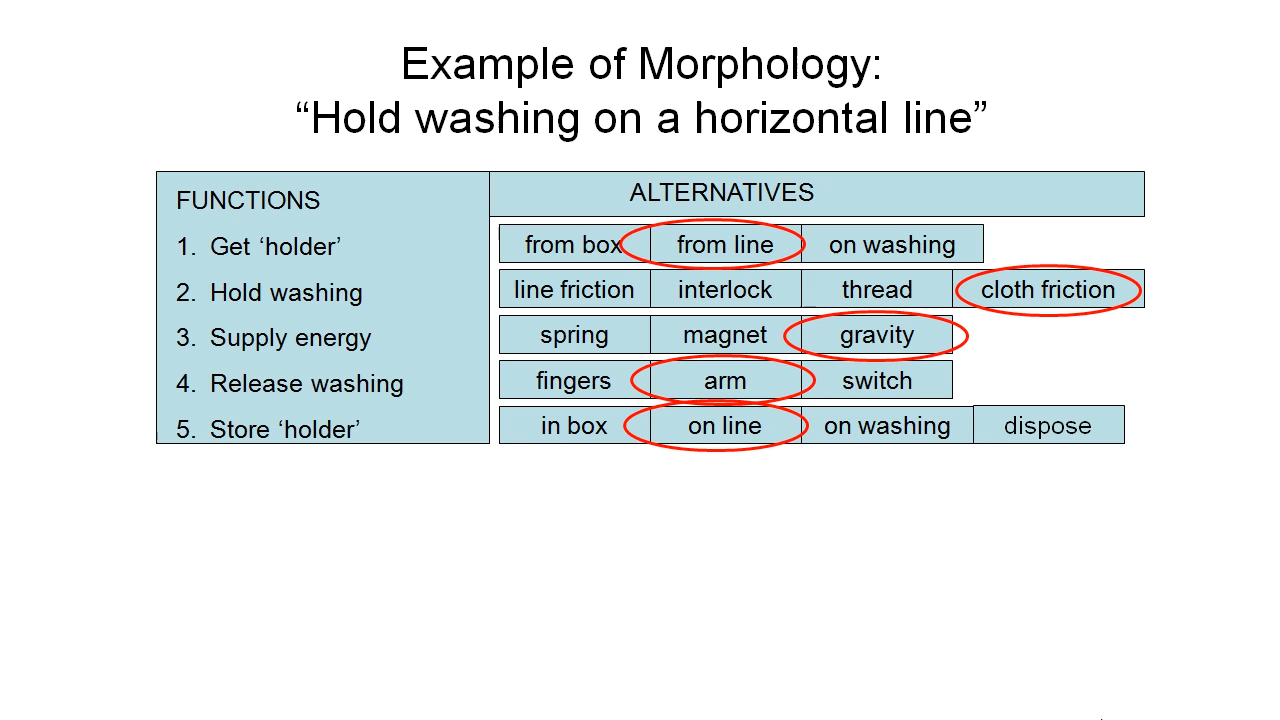 Example of Morphology:
“Hold washing on a horizontal line”
FUNCTIONS ALTERNATIVES
1. Get ‘holder’ from box from line on washing
2. Hold washing line friction interlock thread cloth friction
3. Supply energy spring magnet gravity
4. Release washing fingers arm switch
5. Store ‘holder’ in box on line on washing dispose